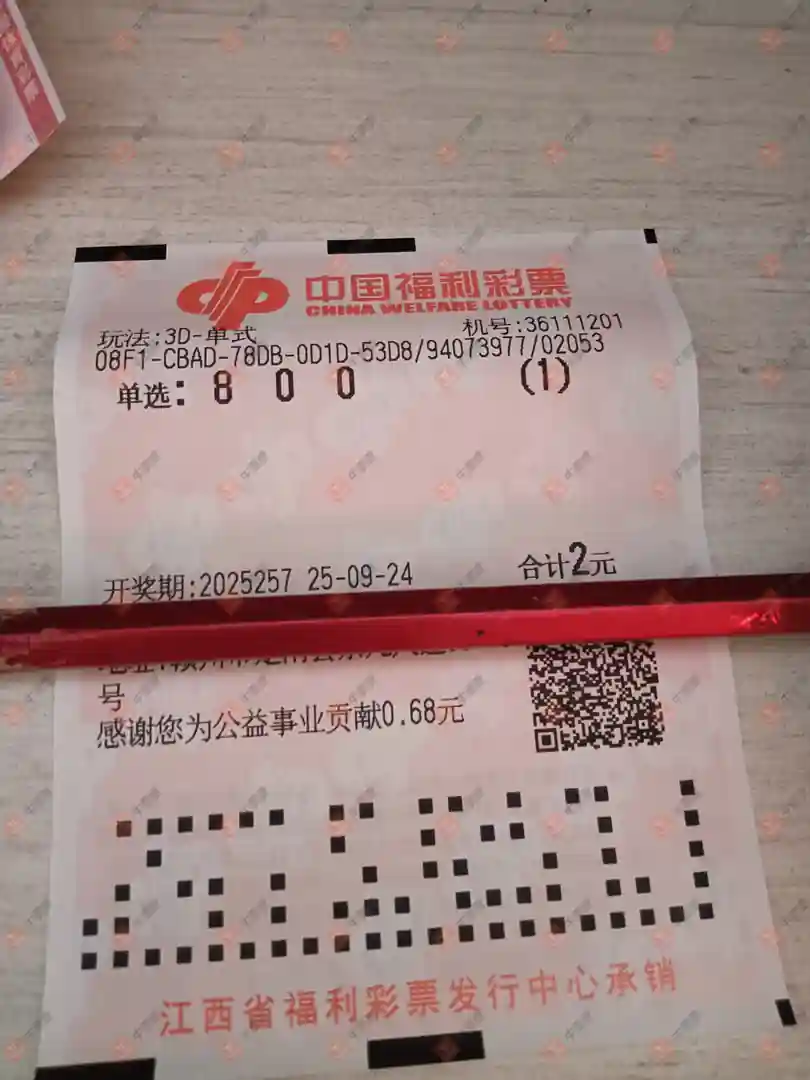 中国福利彩票
CHINA WELFARE LOTTERY
玩法:3D-单式 机号:36111201
08F1-CBAD-78DB-0D1D-53D8/94073977/02053
单选: 8 0 0 (1)
开奖期:2025257 25-09-24 合计2元
号
感谢您为公益事业贡献0.68元
江西省福利彩票发行中心承销